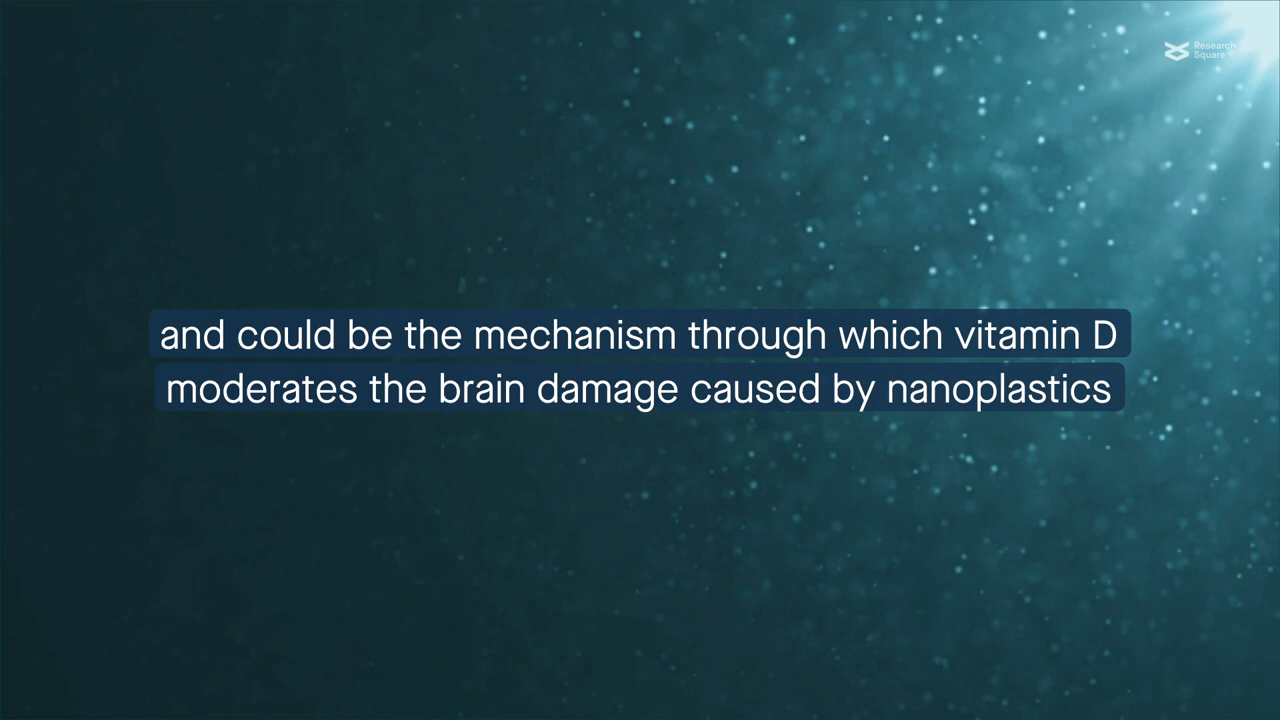 Research
Square
and could be the mechanism through which vitamin D
moderates the brain damage caused by nanoplastics